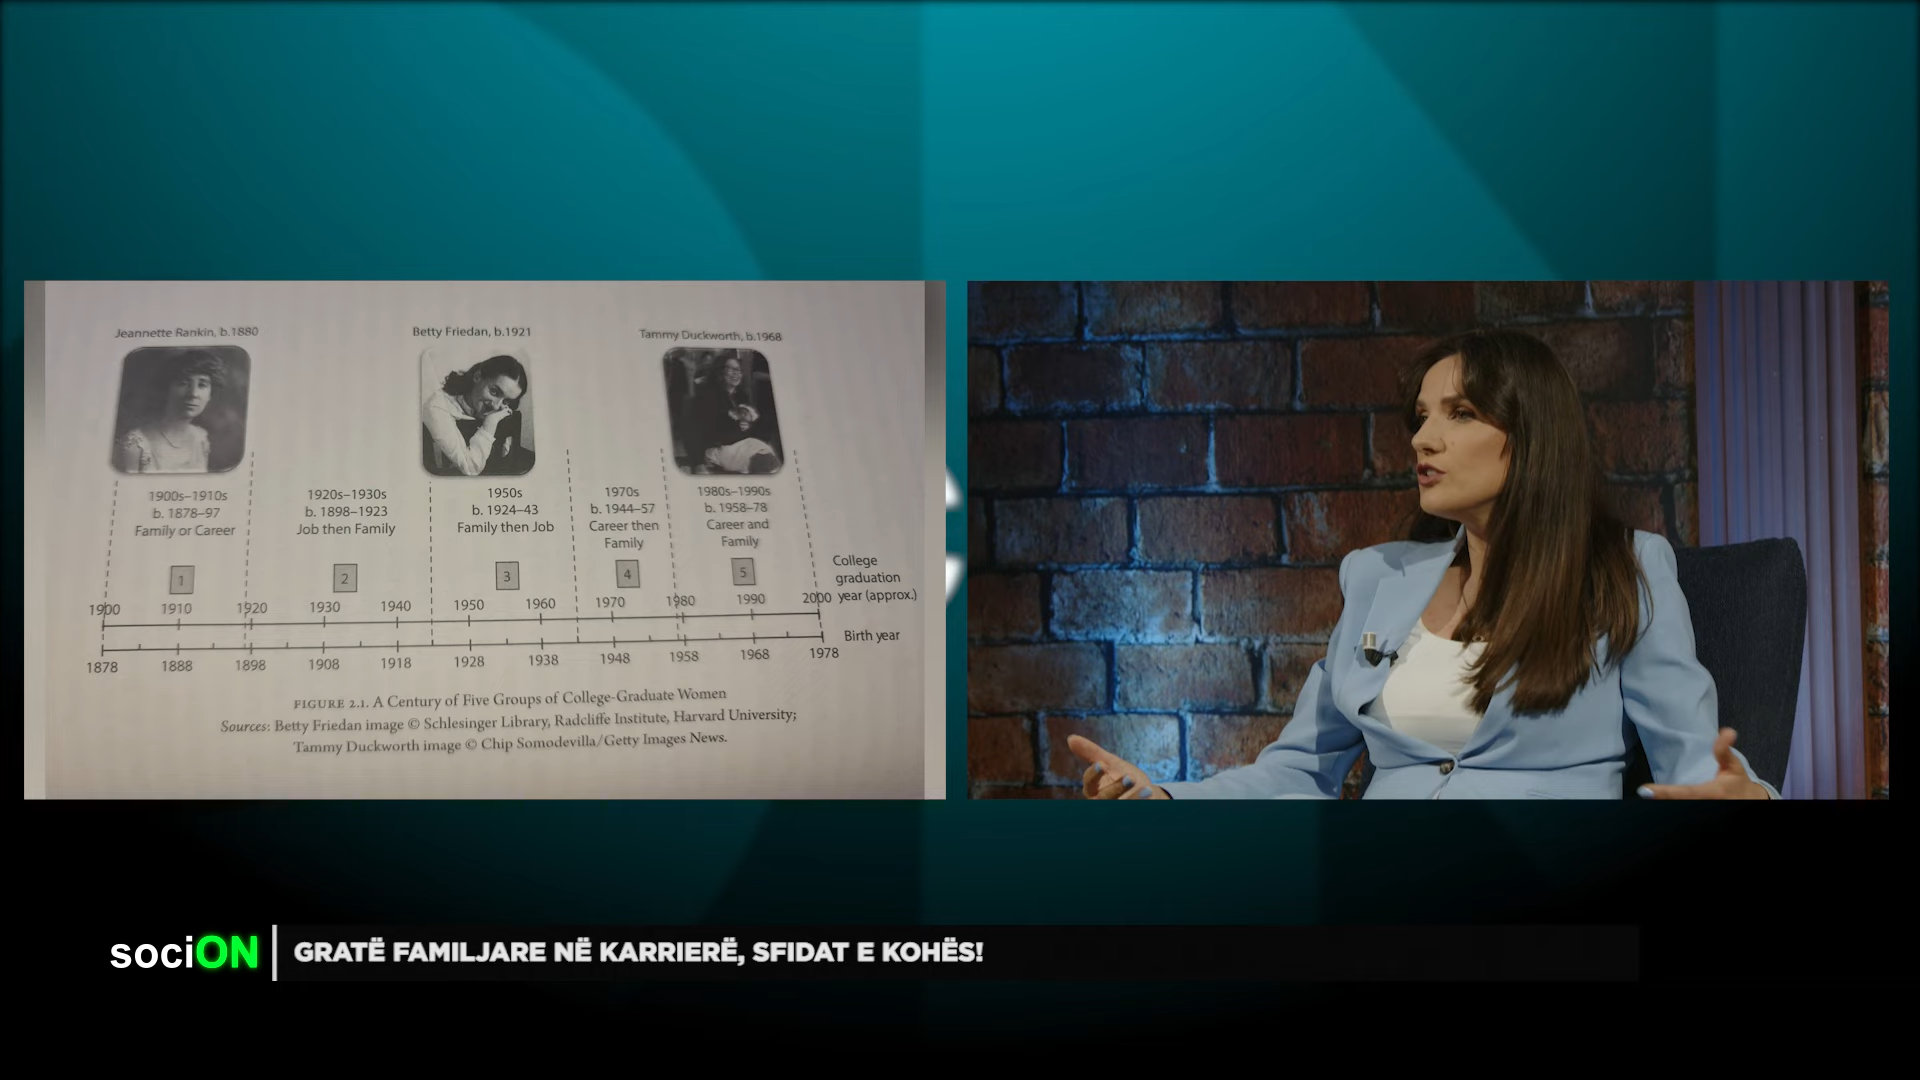 Jeannette Rankin, b.1880
Betty Friedan, b.1921
Tammy Duckworth, b.1968
1900s–1910s
b. 1878–97
Family or Career
1920s–1930s
b. 1898–1923
Job then Family
1950s
b. 1924–43
Family then Job
1970s
b. 1944–57
Career then
Family
1980s–1990s
b. 1958–78
Career and
Family
1
2
3
4
5
College
graduation
year (approx.)
1900 1910 1920 1930 1940 1950 1960 1970 1980 1990 2000
Birth year
1878 1888 1898 1908 1918 1928 1938 1948 1958 1968 1978
FIGURE 2.1. A Century of Five Groups of College-Graduate Women
Sources: Betty Friedan image © Schlesinger Library, Radcliffe Institute, Harvard University;
Tammy Duckworth image © Chip Somodevilla/Getty Images News.
sociON
GRATË FAMILJARE NË KARRIERË, SFIDAT E KOHËS!